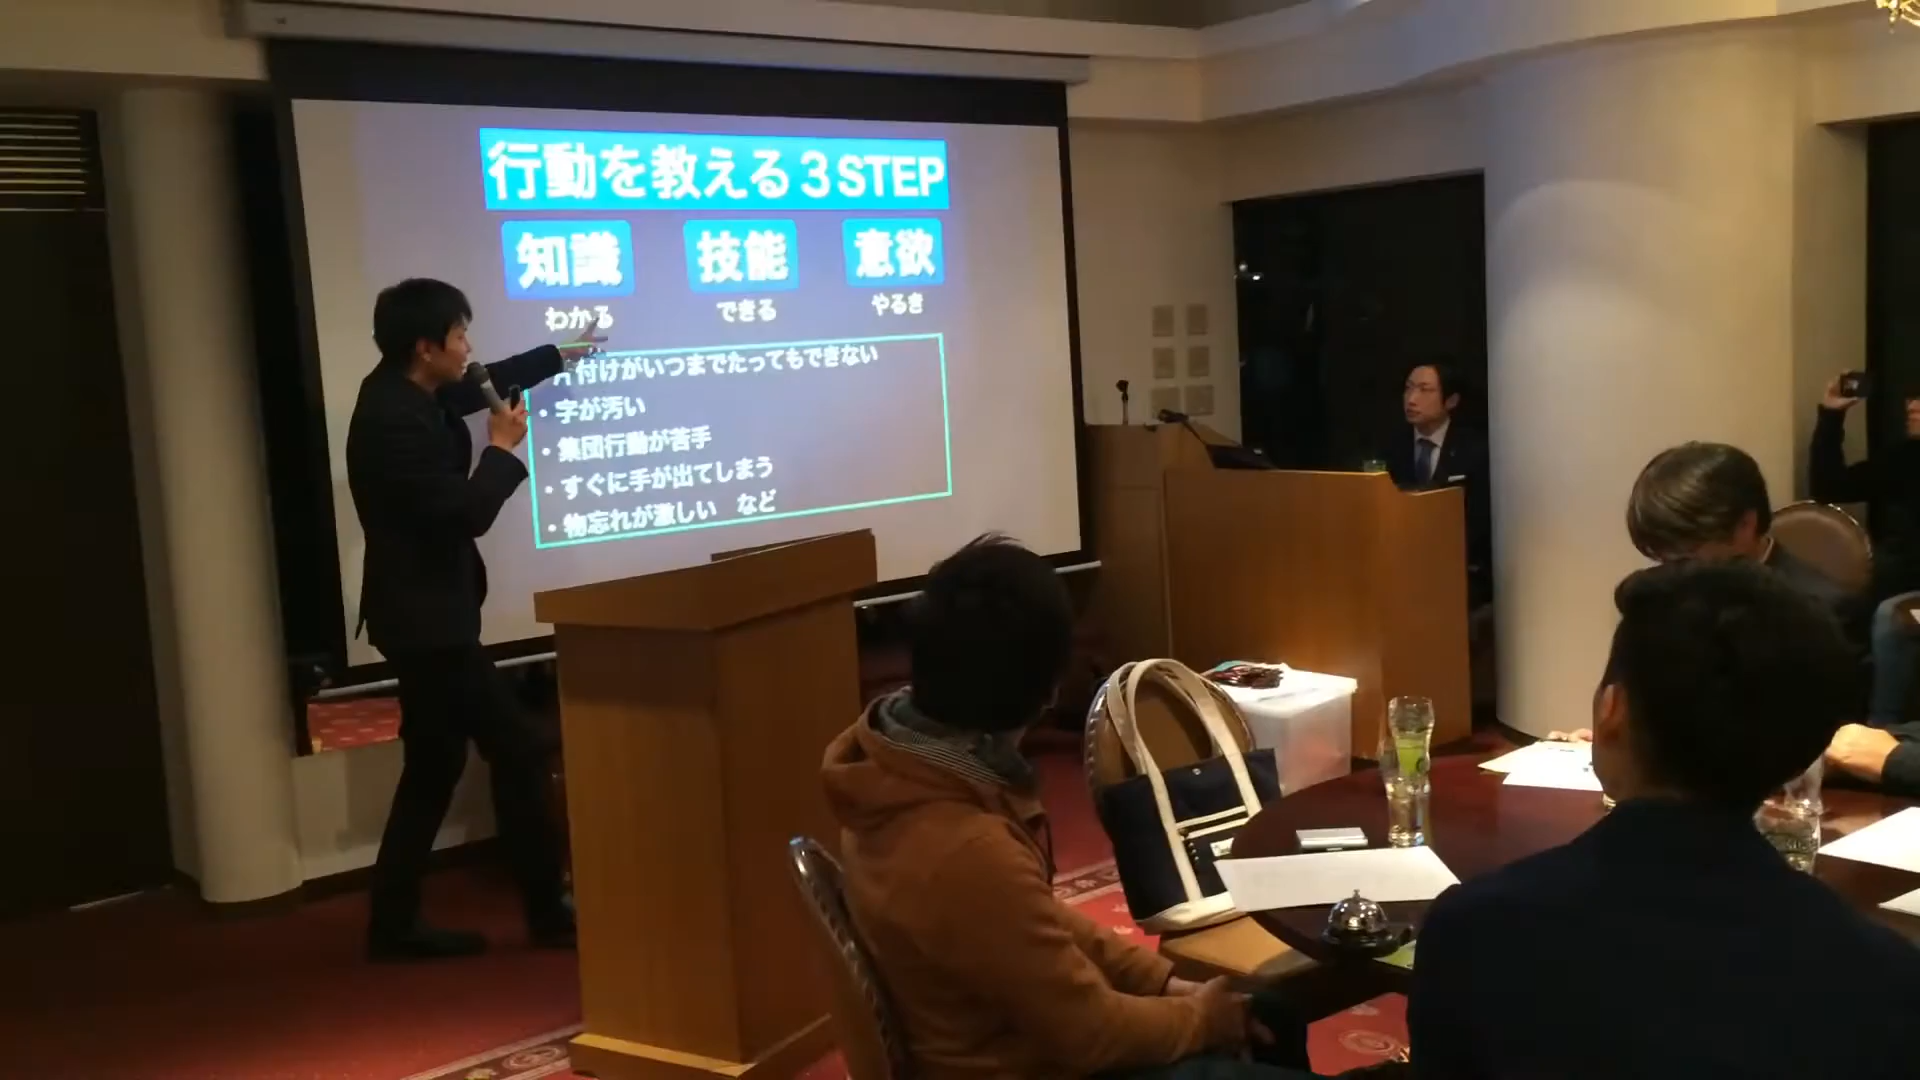 行動を教える3STEP
知識 技能 意欲
わかる できる やるき
片付けがいつまでたってもできない
・字が汚い
・集団行動が苦手
・すぐに手が出てしまう
・物忘れが激しい など